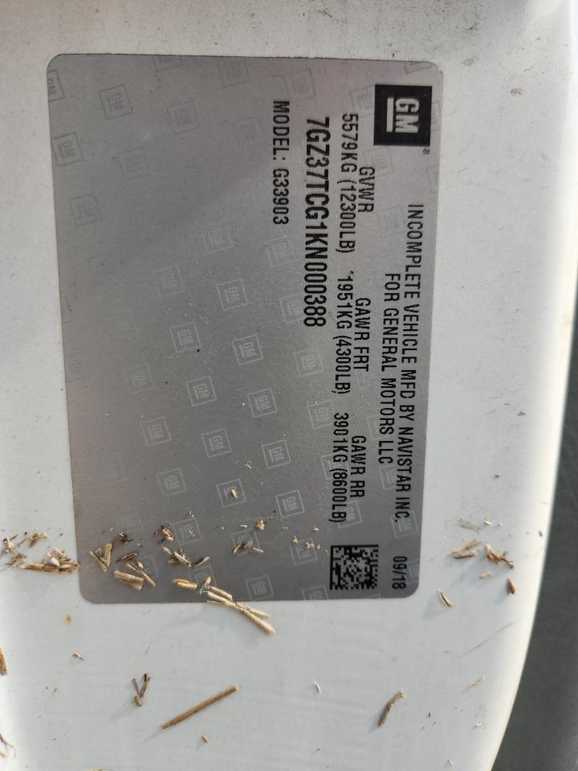 GM®
INCOMPLETE VEHICLE MFD BY NAVISTAR INC. 09/18
FOR GENERAL MOTORS LLC
GVWR GAWR FRT GAWR RR
5579KG (12300LB) *1951KG (4300LB) 3901KG (8600LB)
7GZ37TCG1KN000388
MODEL: G33903